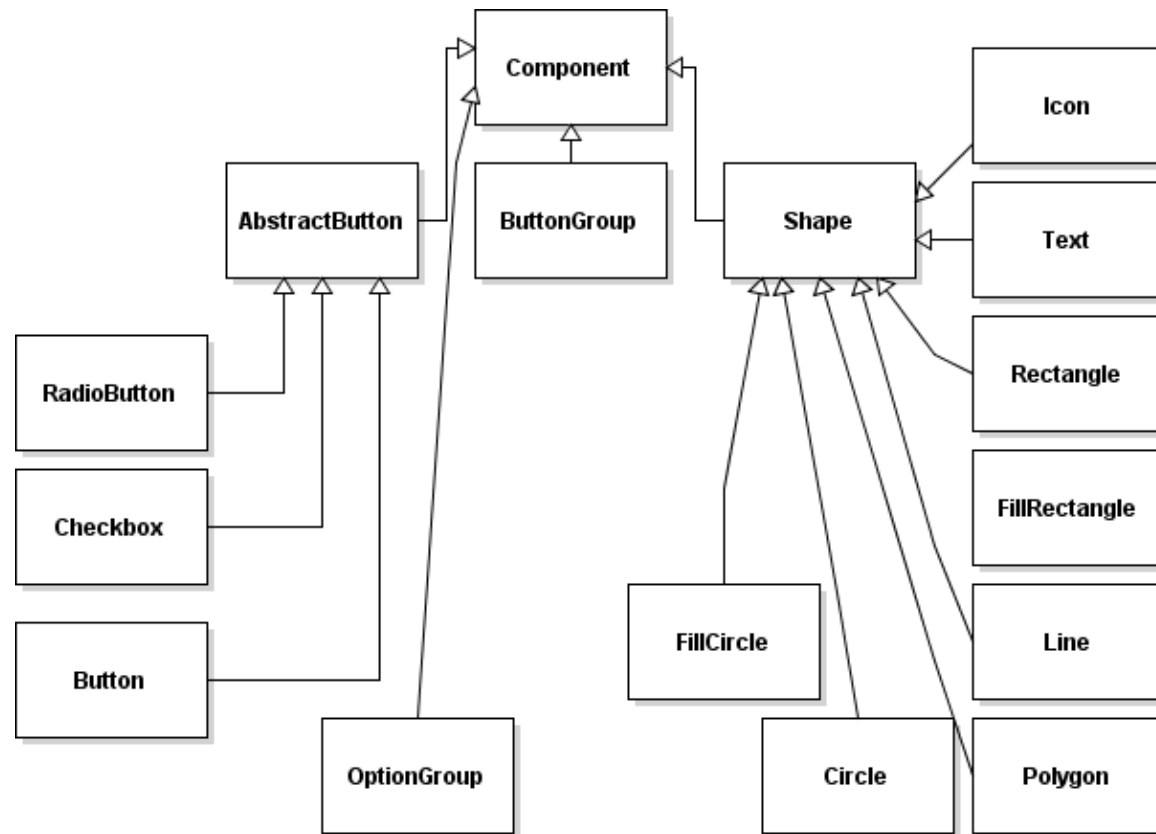 Component
Icon
AbstractButton
ButtonGroup
Shape
Text
RadioButton
Rectangle
Checkbox
FillRectangle
Button
FillCircle
Line
OptionGroup
Circle
Polygon